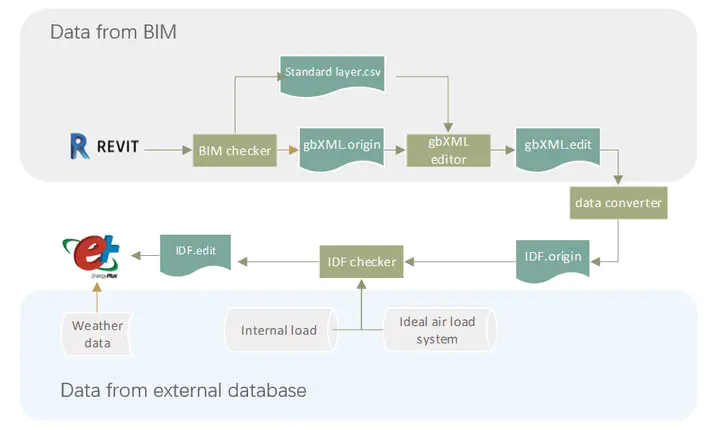 Data from BIM
Standard layer.csv
R REVIT
BIM checker
gbXML.origin
gbXML
editor
gbXML.edit
data converter
e+
EnergyPlus
IDF.edit
IDF checker
IDF.origin
Weather
data
Internal load
Ideal air load
system
Data from external database